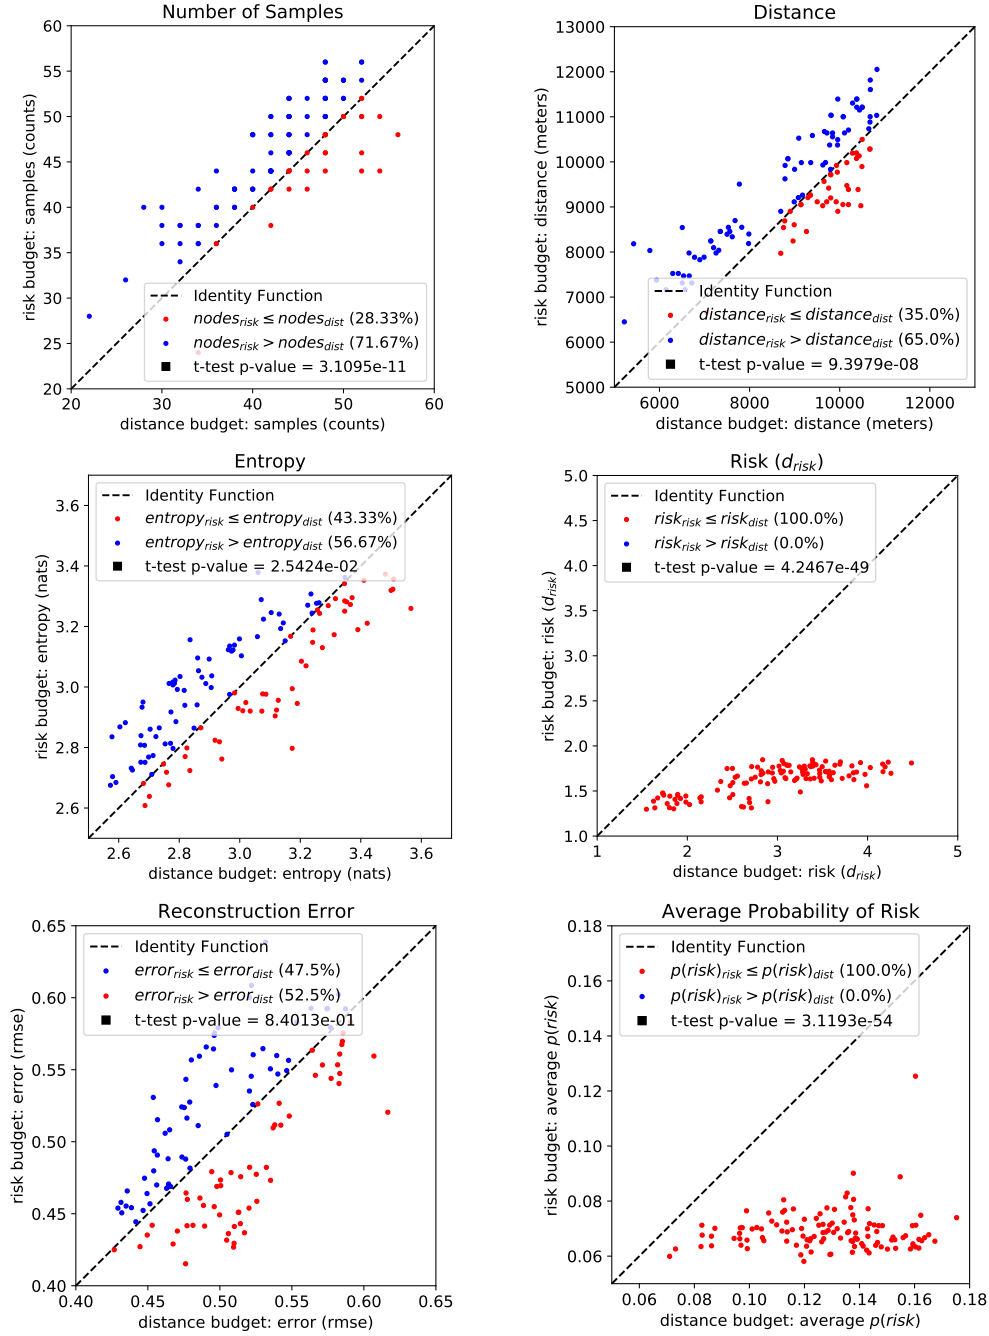 Number of Samples
60
55
50
45
40
35
30
25
20
20
30
40
50
60
risk budget: samples (counts)
distance budget: samples (counts)
Identity Function
nodes_risk ≤ nodes_dist (28.33%)
nodes_risk > nodes_dist (71.67%)
t-test p-value = 3.1095e-11
Distance
13000
12000
11000
10000
9000
8000
7000
6000
5000
6000
8000
10000
12000
risk budget: distance (meters)
distance budget: distance (meters)
Identity Function
distance_risk ≤ distance_dist (35.0%)
distance_risk > distance_dist (65.0%)
t-test p-value = 9.3979e-08
Entropy
3.6
3.4
3.2
3.0
2.8
2.6
2.6
2.8
3.0
3.2
3.4
3.6
risk budget: entropy (nats)
distance budget: entropy (nats)
Identity Function
entropy_risk ≤ entropy_dist (43.33%)
entropy_risk > entropy_dist (56.67%)
t-test p-value = 2.5424e-02
Risk (d_risk)
5.0
4.5
4.0
3.5
3.0
2.5
2.0
1.5
1.0
1
2
3
4
5
risk budget: risk (d_risk)
distance budget: risk (d_risk)
Identity Function
risk_risk ≤ risk_dist (100.0%)
risk_risk > risk_dist (0.0%)
t-test p-value = 4.2467e-49
Reconstruction Error
0.65
0.60
0.55
0.50
0.45
0.40
0.40
0.45
0.50
0.55
0.60
0.65
risk budget: error (rmse)
distance budget: error (rmse)
Identity Function
error_risk ≤ error_dist (47.5%)
error_risk > error_dist (52.5%)
t-test p-value = 8.4013e-01
Average Probability of Risk
0.18
0.16
0.14
0.12
0.10
0.08
0.06
0.06
0.08
0.10
0.12
0.14
0.16
0.18
risk budget: average p(risk)
distance budget: average p(risk)
Identity Function
p(risk)_risk ≤ p(risk)_dist (100.0%)
p(risk)_risk > p(risk)_dist (0.0%)
t-test p-value = 3.1193e-54